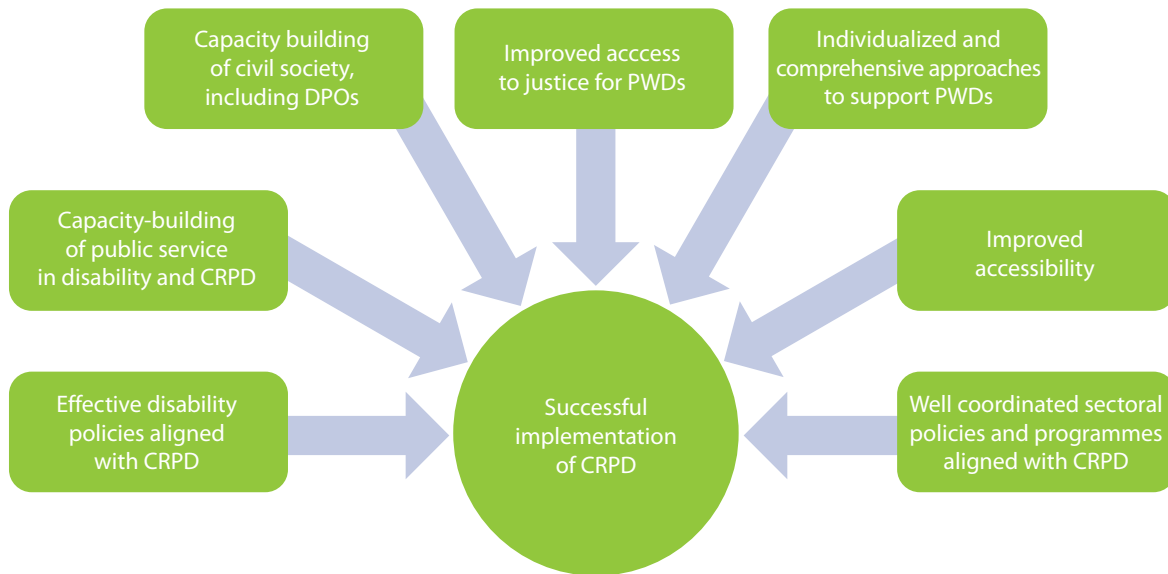 Capacity building
of civil society,
including DPOs
Improved acccess
to justice for PWDs
Individualized and
comprehensive approaches
to support PWDs
Capacity-building
of public service
in disability and CRPD
Improved
accessibility
Effective disability
policies aligned
with CRPD
Successful
implementation
of CRPD
Well coordinated sectoral
policies and programmes
aligned with CRPD